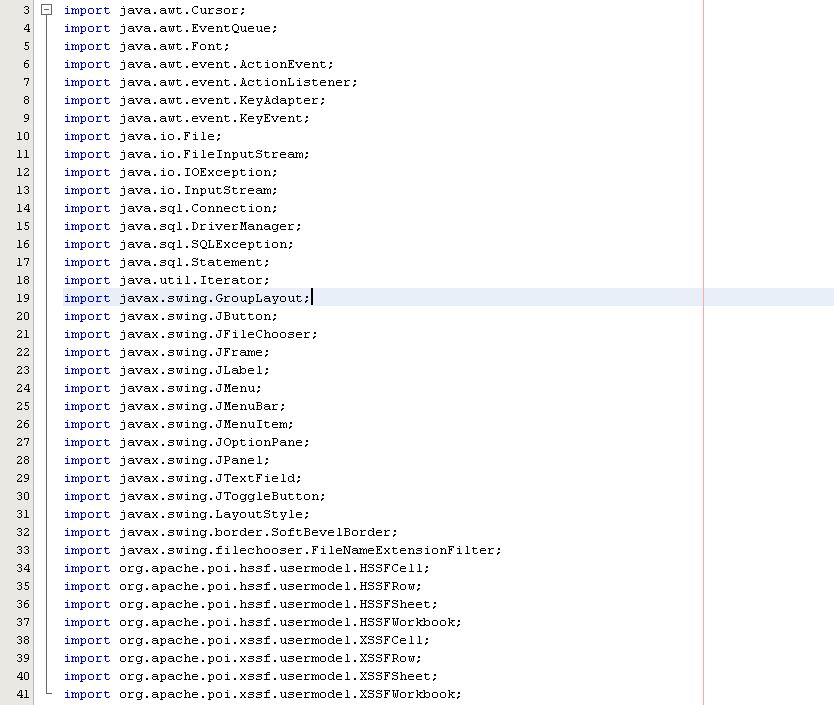 3 import java.awt.Cursor;
4 import java.awt.EventQueue;
5 import java.awt.Font;
6 import java.awt.event.ActionEvent;
7 import java.awt.event.ActionListener;
8 import java.awt.event.KeyAdapter;
9 import java.awt.event.KeyEvent;
10 import java.io.File;
11 import java.io.FileInputStream;
12 import java.io.IOException;
13 import java.io.InputStream;
14 import java.sql.Connection;
15 import java.sql.DriverManager;
16 import java.sql.SQLException;
17 import java.sql.Statement;
18 import java.util.Iterator;
19 import javax.swing.GroupLayout;
20 import javax.swing.JButton;
21 import javax.swing.JFileChooser;
22 import javax.swing.JFrame;
23 import javax.swing.JLabel;
24 import javax.swing.JMenu;
25 import javax.swing.JMenuBar;
26 import javax.swing.JMenuItem;
27 import javax.swing.JOptionPane;
28 import javax.swing.JPanel;
29 import javax.swing.JTextField;
30 import javax.swing.JToggleButton;
31 import javax.swing.LayoutStyle;
32 import javax.swing.border.SoftBevelBorder;
33 import javax.swing.filechooser.FileNameExtensionFilter;
34 import org.apache.poi.hssf.usermodel.HSSFCell;
35 import org.apache.poi.hssf.usermodel.HSSFRow;
36 import org.apache.poi.hssf.usermodel.HSSFSheet;
37 import org.apache.poi.hssf.usermodel.HSSFWorkbook;
38 import org.apache.poi.xssf.usermodel.XSSFCell;
39 import org.apache.poi.xssf.usermodel.XSSFRow;
40 import org.apache.poi.xssf.usermodel.XSSFSheet;
41 import org.apache.poi.xssf.usermodel.XSSFWorkbook;